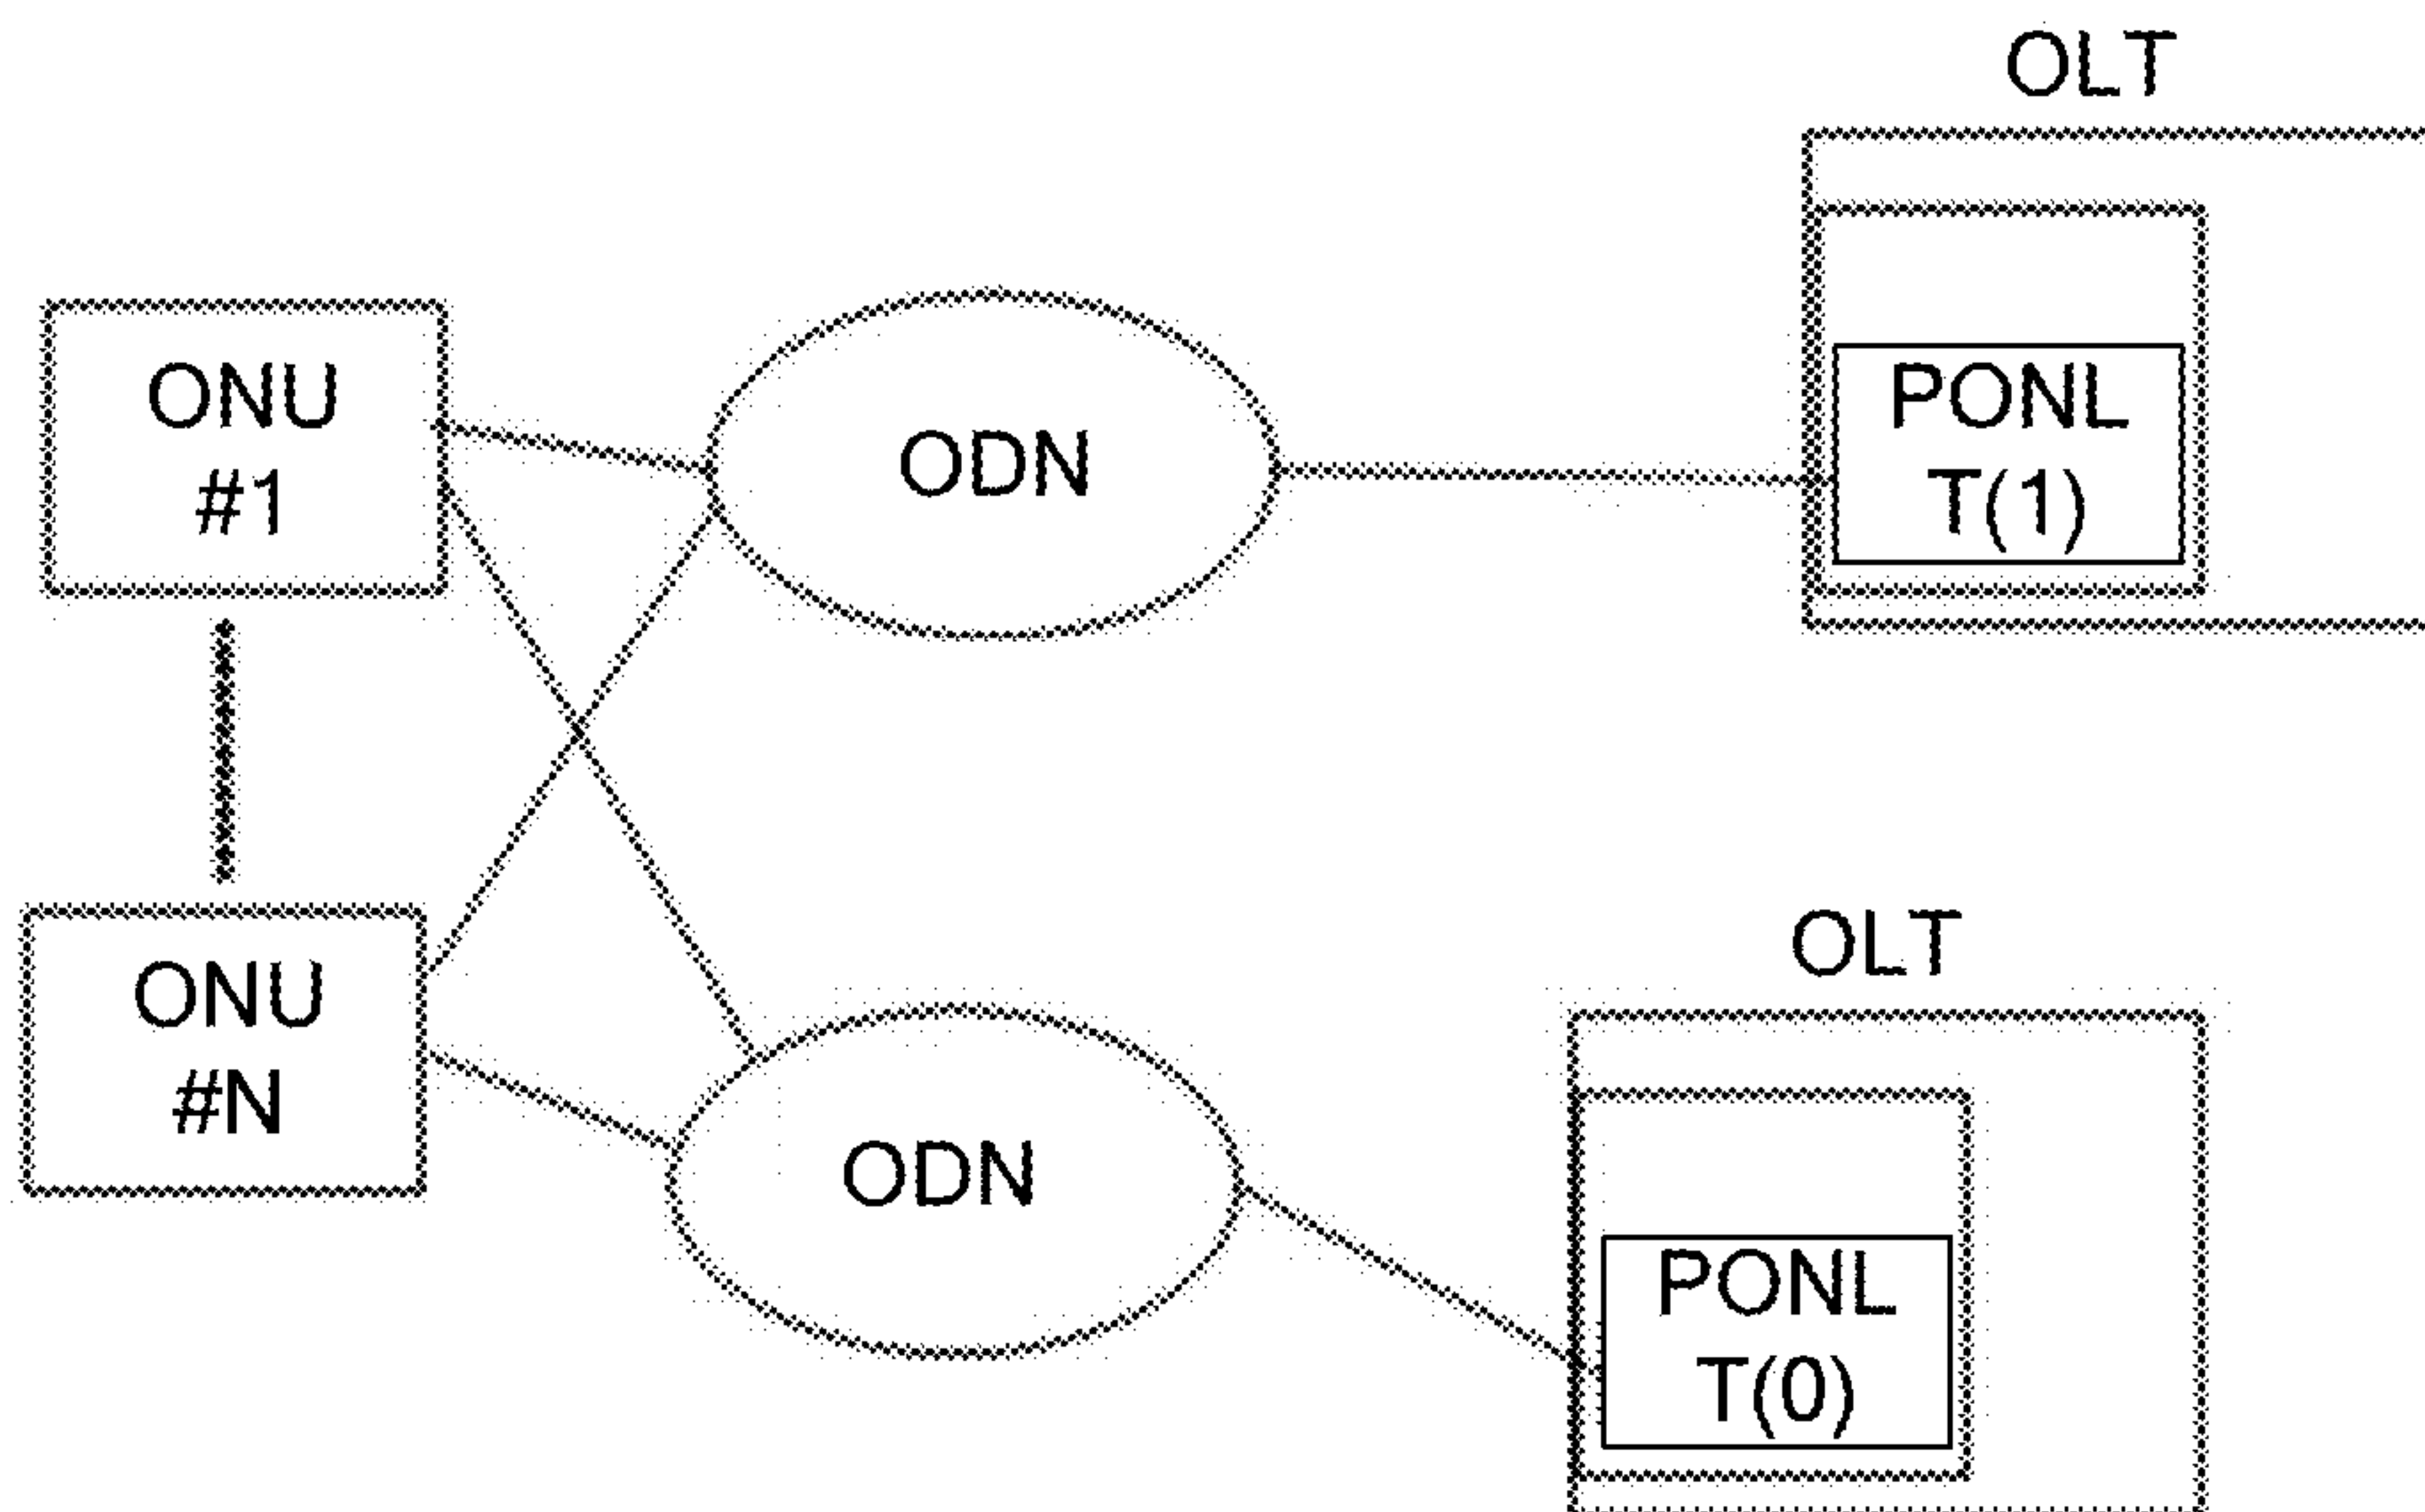 OLT
ONU
#1
ODN
PONL
T(1)
OLT
ONU
#N
ODN
PONL
T(0)